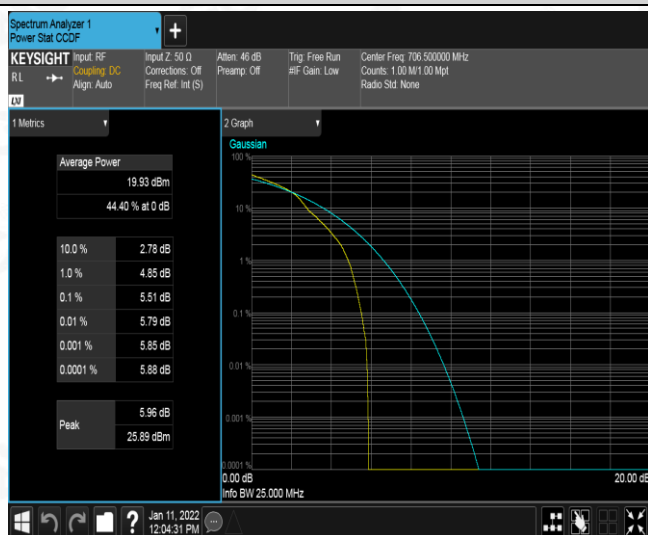 Spectrum Analyzer 1
Power Stat CCDF
+
KEYSIGHT
RL
LXI
Input: RF
Coupling: DC
Align: Auto
Input Z: 50 Ω
Corrections: Off
Freq Ref: Int (S)
Atten: 46 dB
Preamp: Off
Trig: Free Run
#IF Gain: Low
Center Freq: 706.500000 MHz
Counts: 1.00 M/1.00 Mpt
Radio Std: None
1 Metrics
Average Power
19.93 dBm
44.40 % at 0 dB
10.0 % 2.78 dB
1.0 % 4.85 dB
0.1 % 5.51 dB
0.01 % 5.79 dB
0.001 % 5.85 dB
0.0001 % 5.88 dB
Peak
5.96 dB
25.89 dBm
2 Graph
Gaussian
100 %
10 %
1 %
0.1 %
0.01 %
0.001 %
0.0001 %
0.00 dB 20.00 dB
Info BW 25.000 MHz
?
Jan 11, 2022
12:04:31 PM